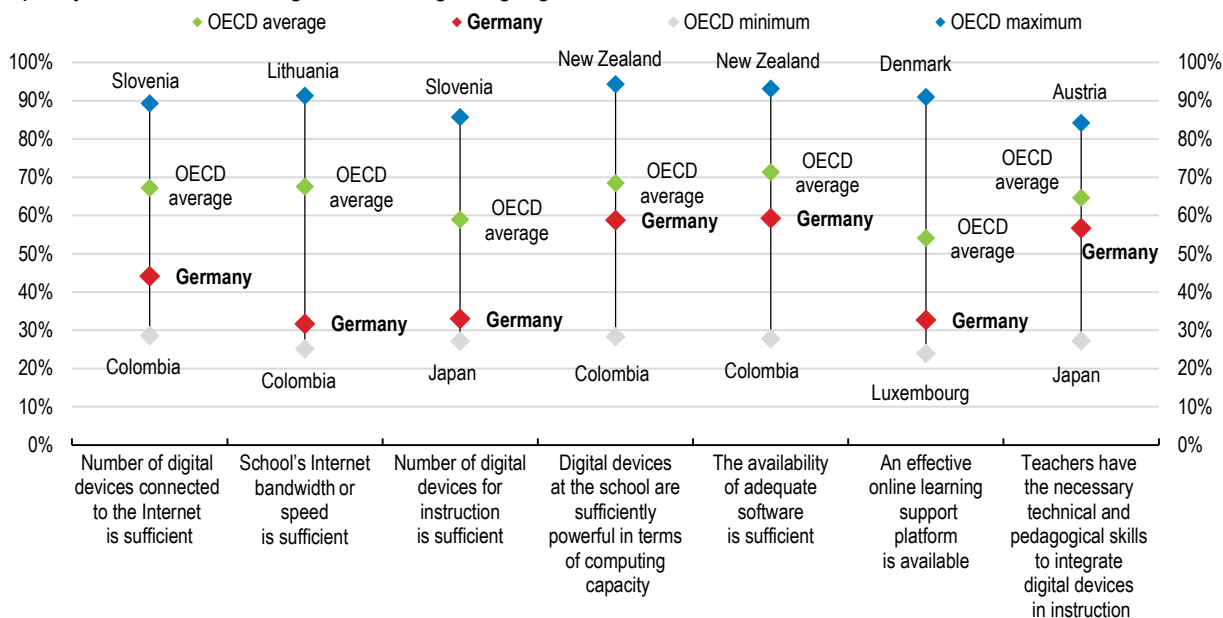 OECD average Germany OECD minimum OECD maximum
100% 100%
90% 90%
80% 80%
70% 70%
60% 60%
50% 50%
40% 40%
30% 30%
20% 20%
10% 10%
0% 0%
Slovenia
OECD
average
Germany
Colombia
Lithuania
OECD
average
Germany
Colombia
Slovenia
OECD
average
Germany
Japan
New Zealand
OECD
average
Germany
Colombia
New Zealand
OECD
average
Germany
Colombia
Denmark
OECD
average
Germany
Luxembourg
Austria
OECD
average
Germany
Japan
Number of digital
devices connected
to the Internet
is sufficient
School's Internet
bandwidth or
speed
is sufficient
Number of digital
devices for
instruction is
sufficient
Digital devices
at the school are
sufficiently
powerful in terms
of computing
capacity
The availability
of adequate
software
is sufficient
An effective
online learning
support
platform
is available
Teachers have
the necessary
technical and
pedagogical skills
to integrate
digital devices
in instruction